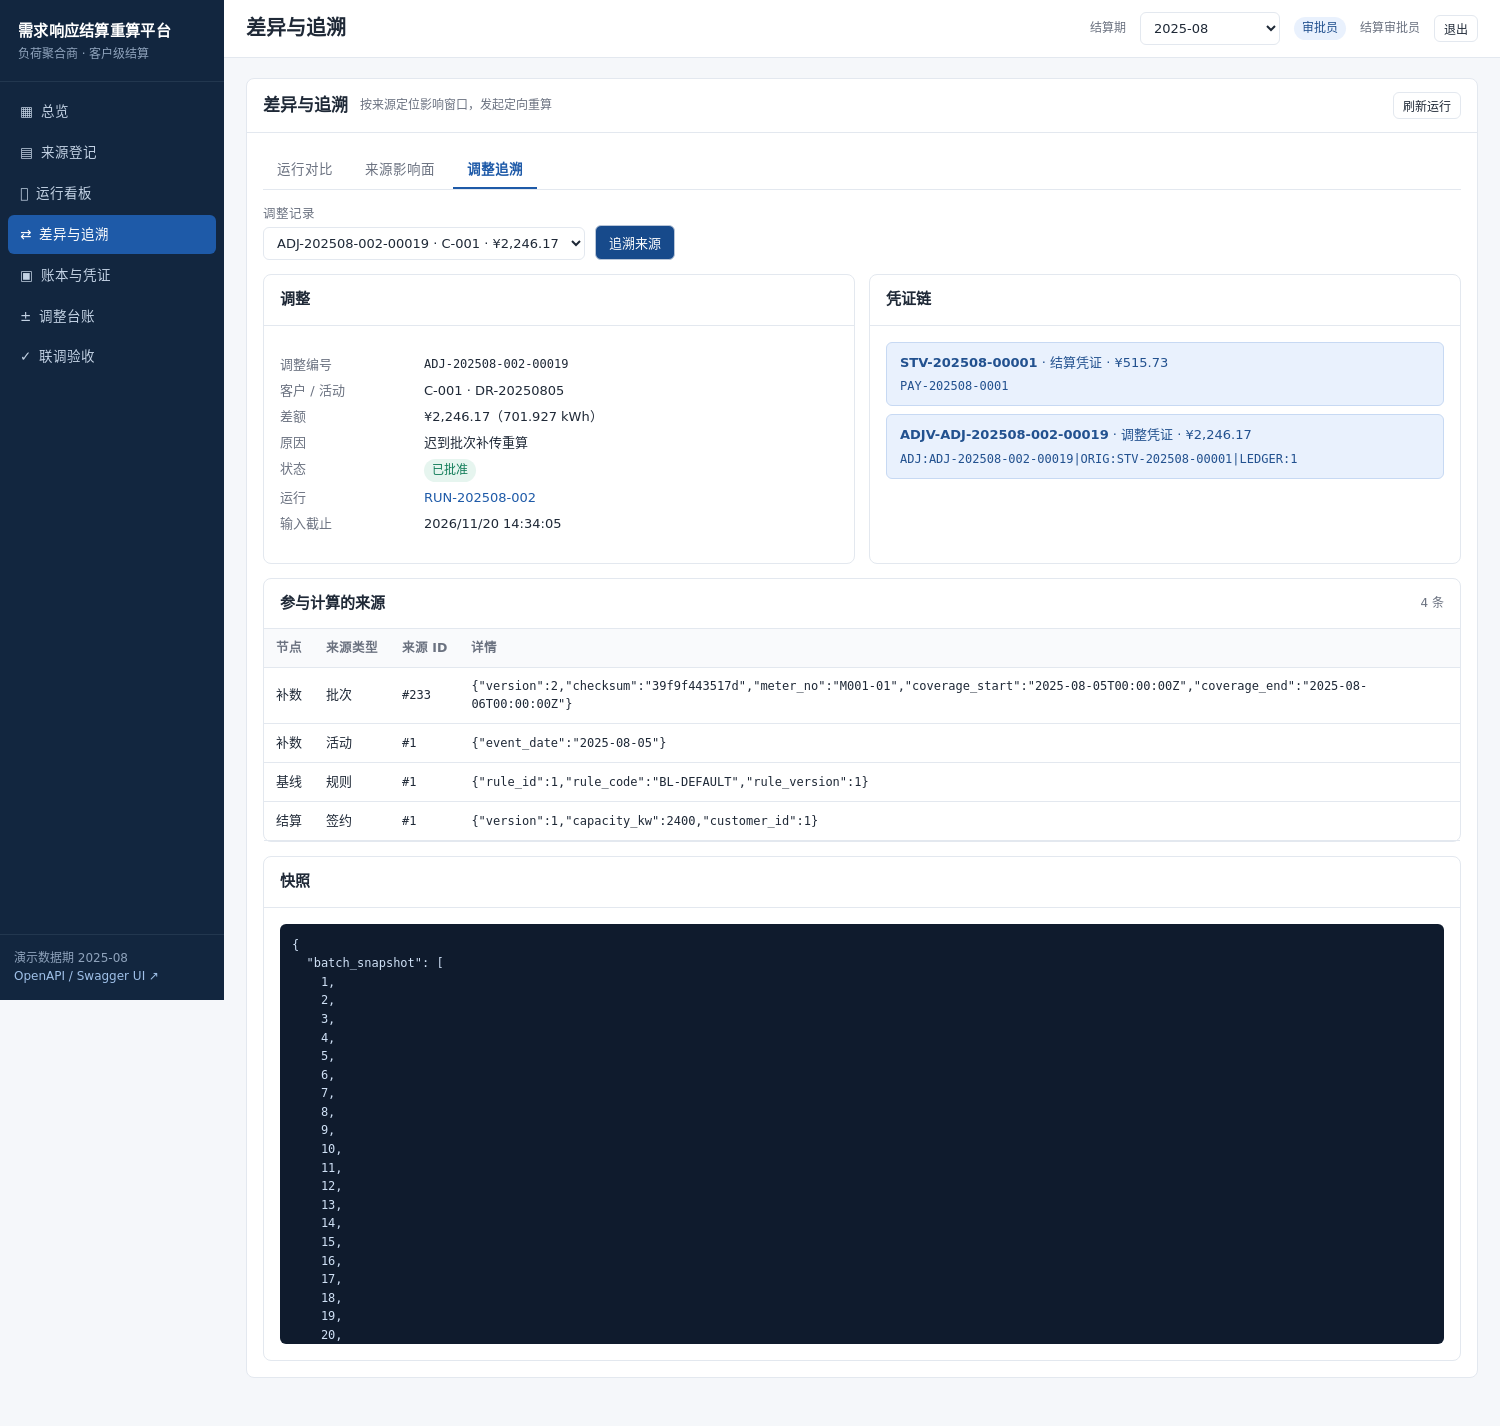 需求响应结算重算平台
负荷聚合商 · 客户级结算
▦ 总览
▤ 来源登记
运行看板
⇄ 差异与追溯
▣ 账本与凭证
± 调整台账
✓ 联调验收
演示数据期 2025-08
OpenAPI / Swagger UI ↗
差异与追溯
结算期 2025-08 审批员 结算审批员 退出
差异与追溯 按来源定位影响窗口，发起定向重算 刷新运行
运行对比 来源影响面 调整追溯
调整记录
ADJ-202508-002-00019 · C-001 · ¥2,246.17 追溯来源
调整
调整编号 ADJ-202508-002-00019
客户 / 活动 C-001 · DR-20250805
差额 ¥2,246.17（701.927 kWh）
原因 迟到批次补传重算
状态 已批准
运行 RUN-202508-002
输入截止 2026/11/20 14:34:05
凭证链
STV-202508-00001 · 结算凭证 · ¥515.73
PAY-202508-0001
ADJV-ADJ-202508-002-00019 · 调整凭证 · ¥2,246.17
ADJ:ADJ-202508-002-00019|ORIG:STV-202508-00001|LEDGER:1
参与计算的来源 4 条
节点 来源类型 来源 ID 详情
补数 批次 #233 {"version":2,"checksum":"39f9f443517d","meter_no":"M001-01","coverage_start":"2025-08-05T00:00:00Z","coverage_end":"2025-08-
06T00:00:00Z"}
补数 活动 #1 {"event_date":"2025-08-05"}
基线 规则 #1 {"rule_id":1,"rule_code":"BL-DEFAULT","rule_version":1}
结算 签约 #1 {"version":1,"capacity_kw":2400,"customer_id":1}
快照
{
"batch_snapshot": [
1,
2,
3,
4,
5,
6,
7,
8,
9,
10,
11,
12,
13,
14,
15,
16,
17,
18,
19,
20,